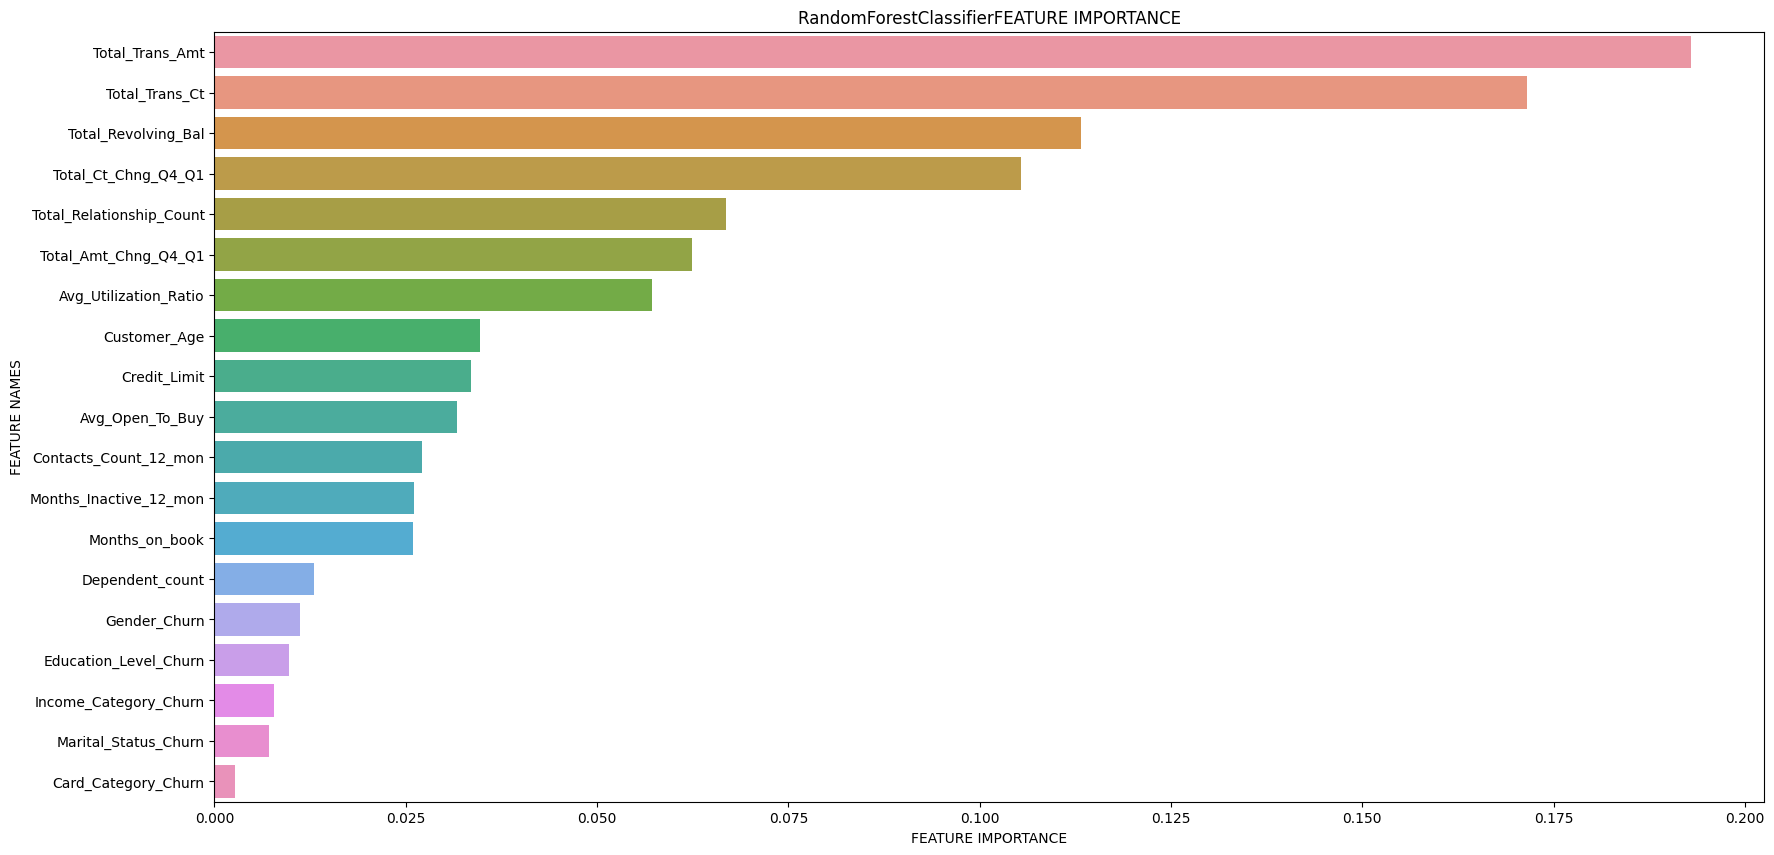 RandomForestClassifierFEATURE IMPORTANCE
FEATURE NAMES
Total_Trans_Amt
Total_Trans_Ct
Total_Revolving_Bal
Total_Ct_Chng_Q4_Q1
Total_Relationship_Count
Total_Amt_Chng_Q4_Q1
Avg_Utilization_Ratio
Customer_Age
Credit_Limit
Avg_Open_To_Buy
Contacts_Count_12_mon
Months_Inactive_12_mon
Months_on_book
Dependent_count
Gender_Churn
Education_Level_Churn
Income_Category_Churn
Marital_Status_Churn
Card_Category_Churn
0.000 0.025 0.050 0.075 0.100 0.125 0.150 0.175 0.200
FEATURE IMPORTANCE